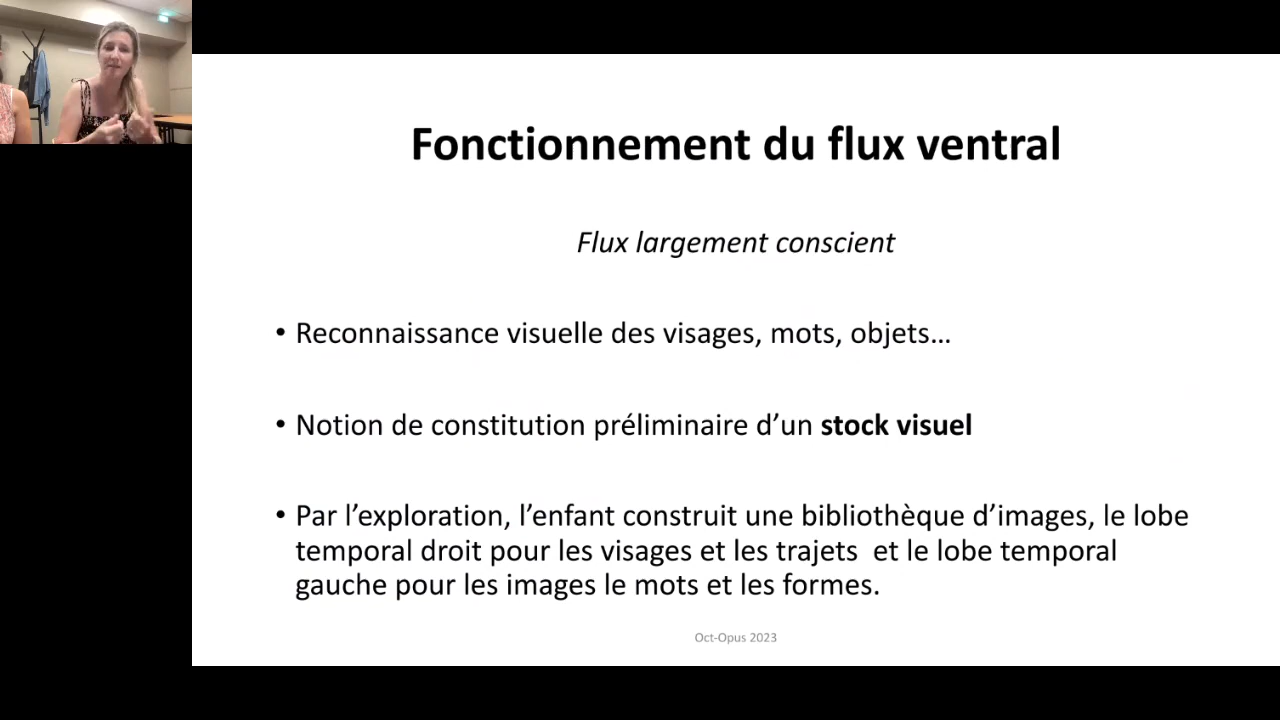 Fonctionnement du flux ventral
Flux largement conscient
• Reconnaissance visuelle des visages, mots, objets…
• Notion de constitution préliminaire d’un stock visuel
• Par l’exploration, l’enfant construit une bibliothèque d’images, le lobe
temporal droit pour les visages et les trajets  et le lobe temporal
gauche pour les images le mots et les formes.
Oct-Opus 2023